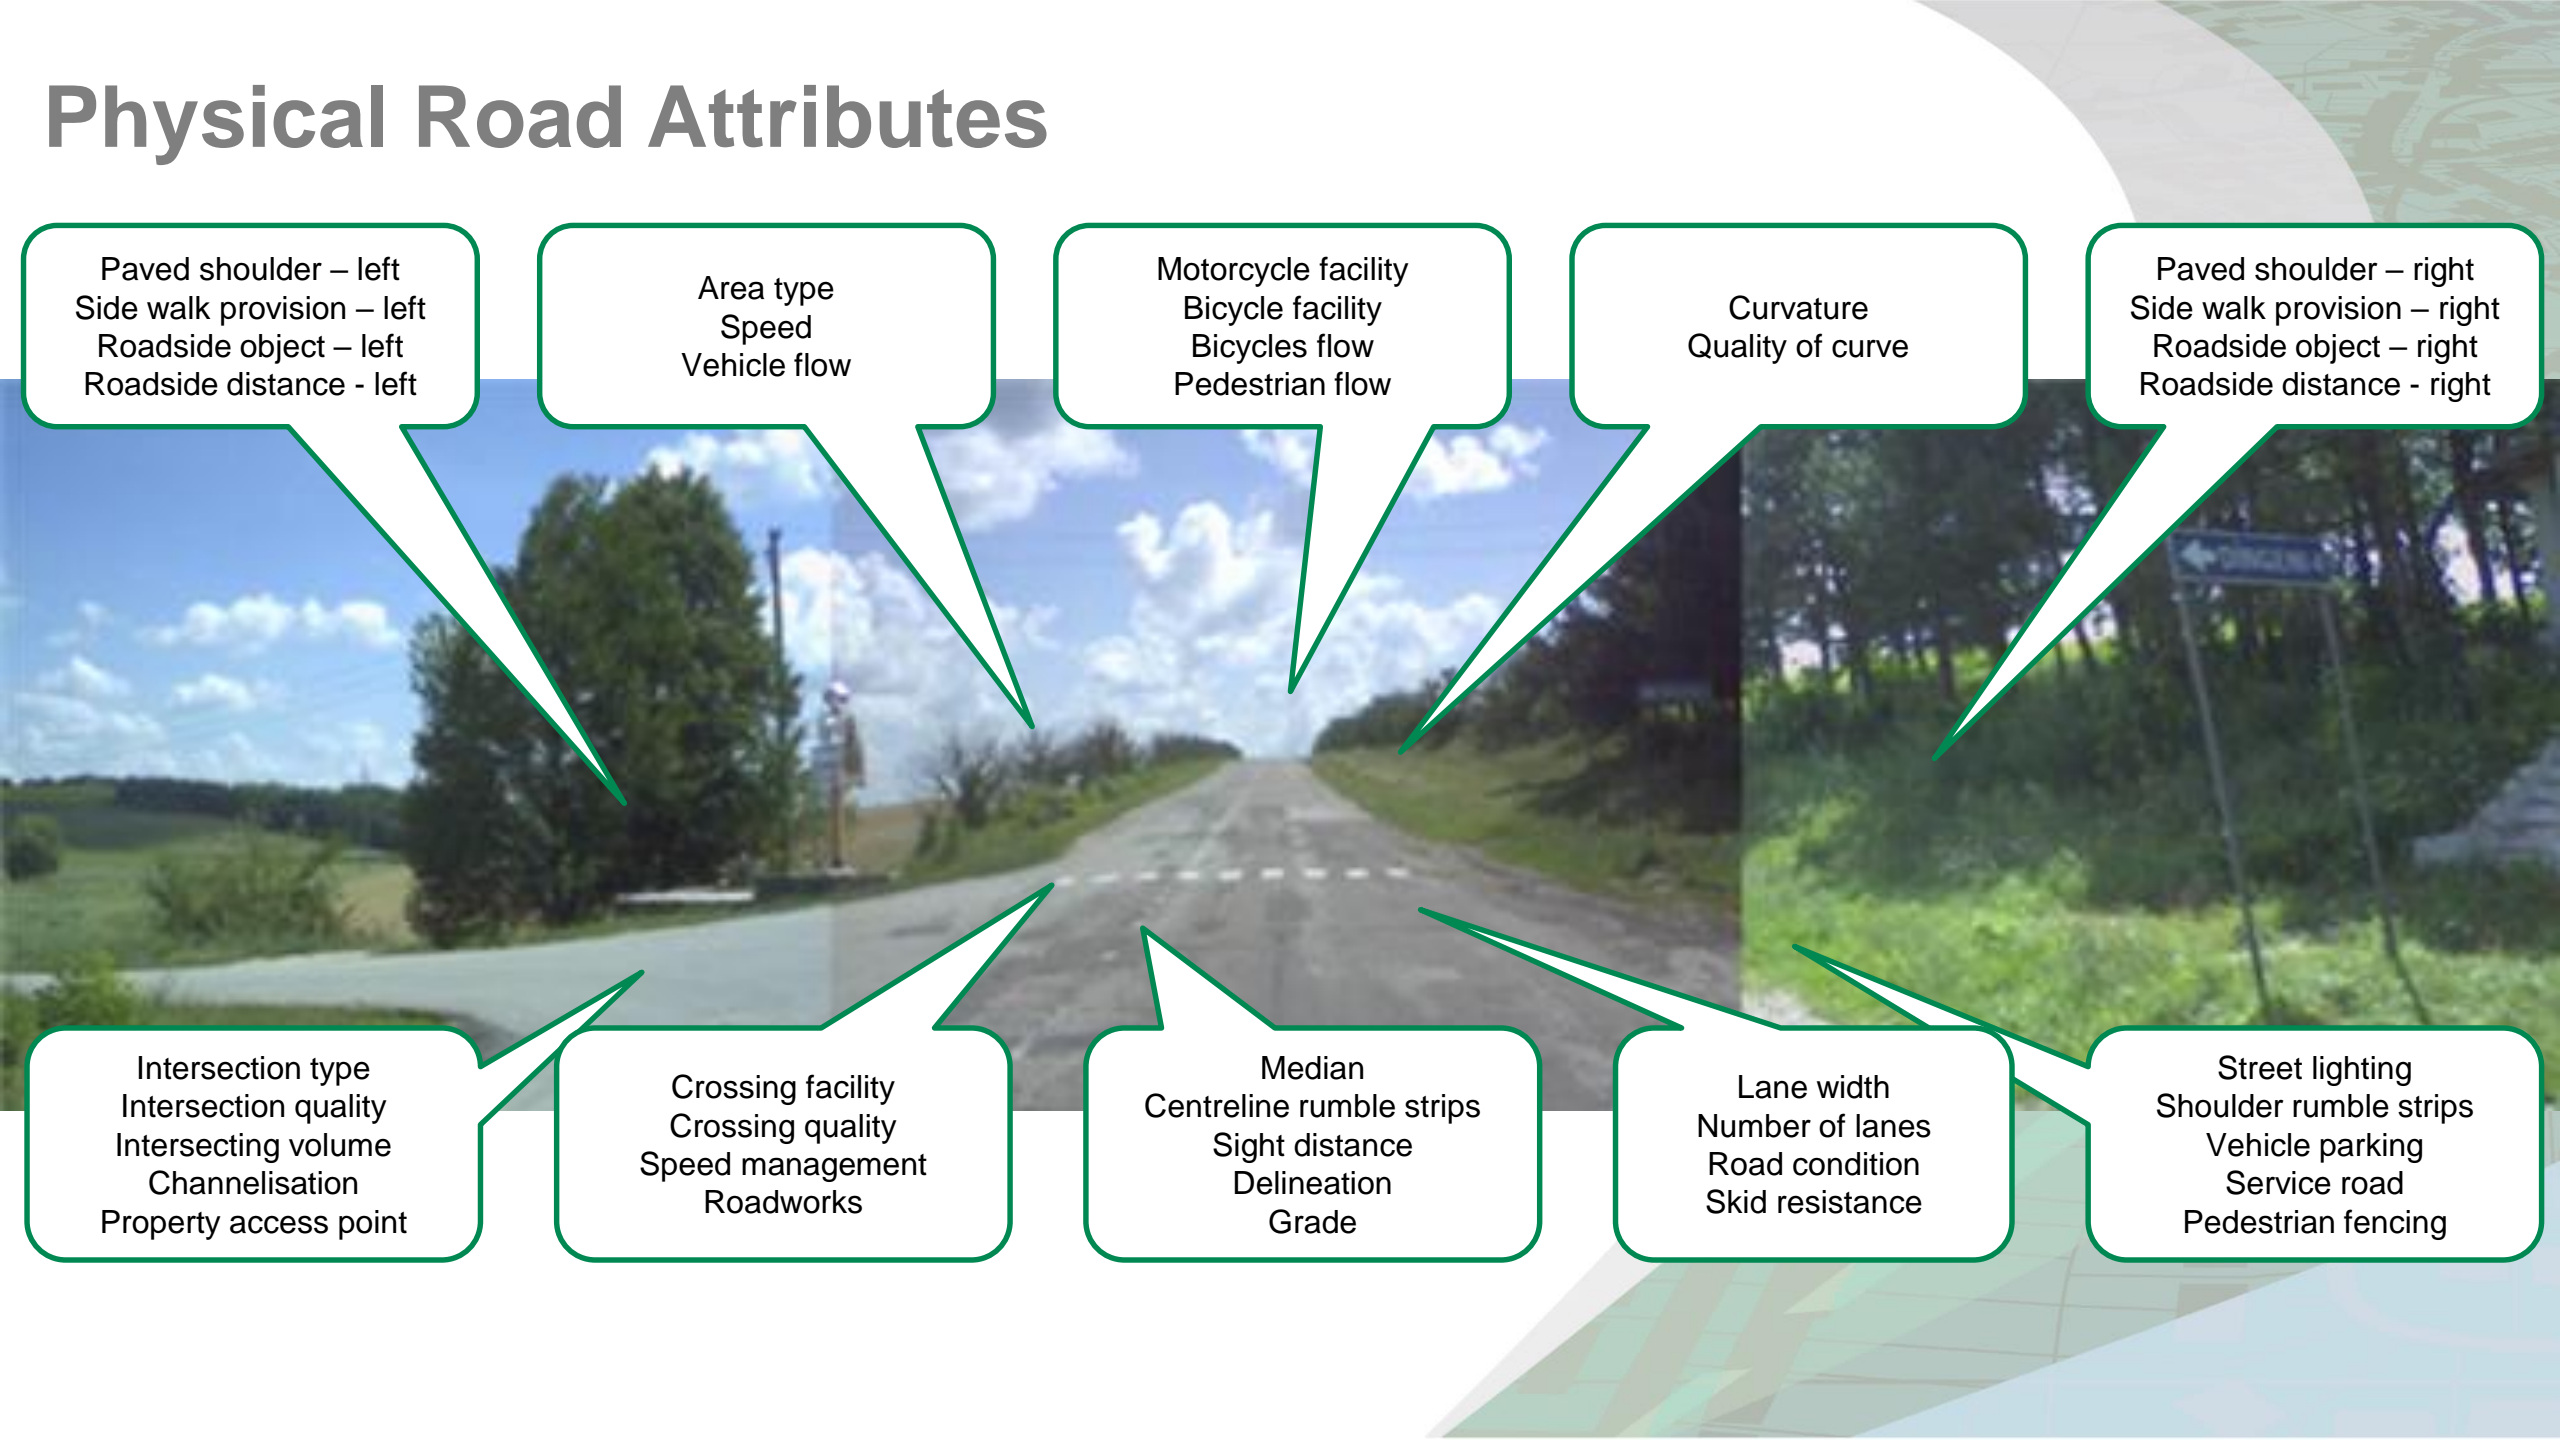 Physical Road Attributes
Paved shoulder – left
Side walk provision – left
Roadside object – left
Roadside distance - left
Area type
Speed
Vehicle flow
Motorcycle facility
Bicycle facility
Bicycles flow
Pedestrian flow
Curvature
Quality of curve
Paved shoulder – right
Side walk provision – right
Roadside object – right
Roadside distance - right
Intersection type
Intersection quality
Intersecting volume
Channelisation
Property access point
Crossing facility
Crossing quality
Speed management
Roadworks
Median
Centreline rumble strips
Sight distance
Delineation
Grade
Lane width
Number of lanes
Road condition
Skid resistance
Street lighting
Shoulder rumble strips
Vehicle parking
Service road
Pedestrian fencing